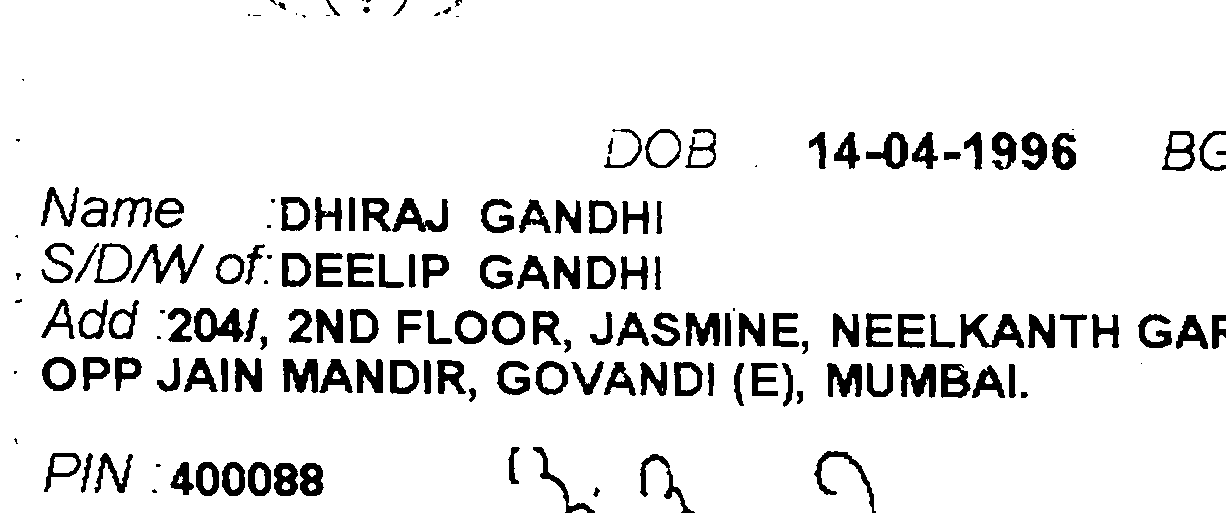 DOB 14-04-1996 BG
Name :DHIRAJ GANDHI
S/D/W of:DEELIP GANDHI
Add :204/, 2ND FLOOR, JASMINE, NEELKANTH GAR
OPP JAIN MANDIR, GOVANDI (E), MUMBAI.
PIN :400088